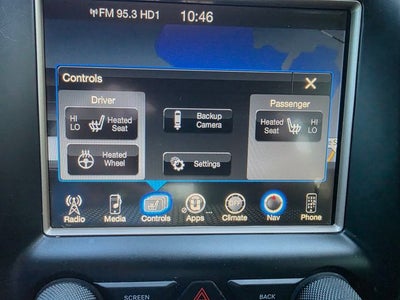 FM 95.3 HD1 10:46
Controls X
Driver
Passenger
HI
LO
Heated
Seat
Backup
Camera
Heated
Seat
HI
LO
Heated
Wheel
Settings
Radio Media Controls Apps Climate Nav Phone
SCREEN BACK